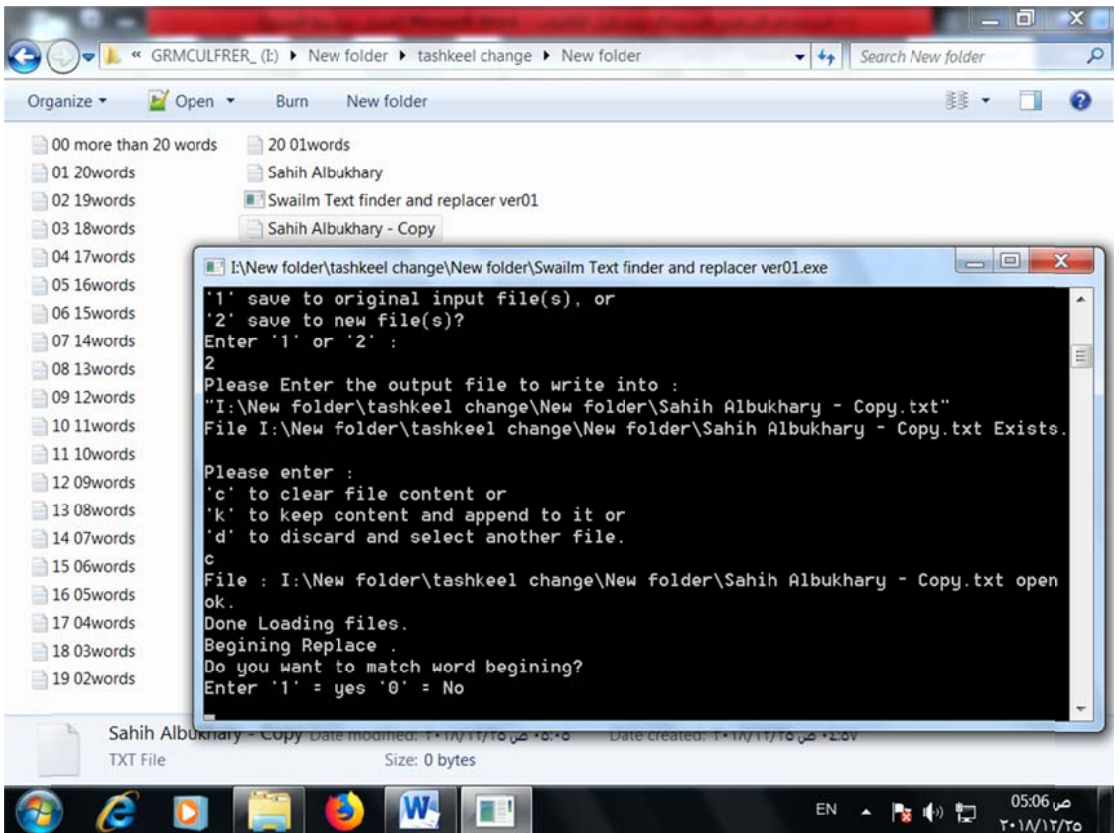 « GRMCULFRER_ (I:) ▸ New folder ▸ tashkeel change ▸ New folder
Search New folder
Organize ▾ Open ▾ Burn New folder
00 more than 20 words
01 20words
02 19words
03 18words
04 17words
05 16words
06 15words
07 14words
08 13words
09 12words
10 11words
11 10words
12 09words
13 08words
14 07words
15 06words
16 05words
17 04words
18 03words
19 02words
20 01words
Sahih Albukhary
Swailm Text finder and replacer ver01
Sahih Albukhary - Copy
I:\New folder\tashkeel change\New folder\Swailm Text finder and replacer ver01.exe
'1' save to original input file(s), or
'2' save to new file(s)?
Enter '1' or '2' :
2
Please Enter the output file to write into :
"I:\New folder\tashkeel change\New folder\Sahih Albukhary - Copy.txt"
File I:\New folder\tashkeel change\New folder\Sahih Albukhary - Copy.txt Exists.
Please enter :
'c' to clear file content or
'k' to keep content and append to it or
'd' to discard and select another file.
c
File : I:\New folder\tashkeel change\New folder\Sahih Albukhary - Copy.txt open
ok.
Done Loading files.
Begining Replace .
Do you want to match word begining?
Enter '1' = yes '0' = No
Sahih Albukhary - Copy Date modified: Date created:
TXT File Size: 0 bytes
EN
05:06 ص
٢٠١٨/١٢/٢٥